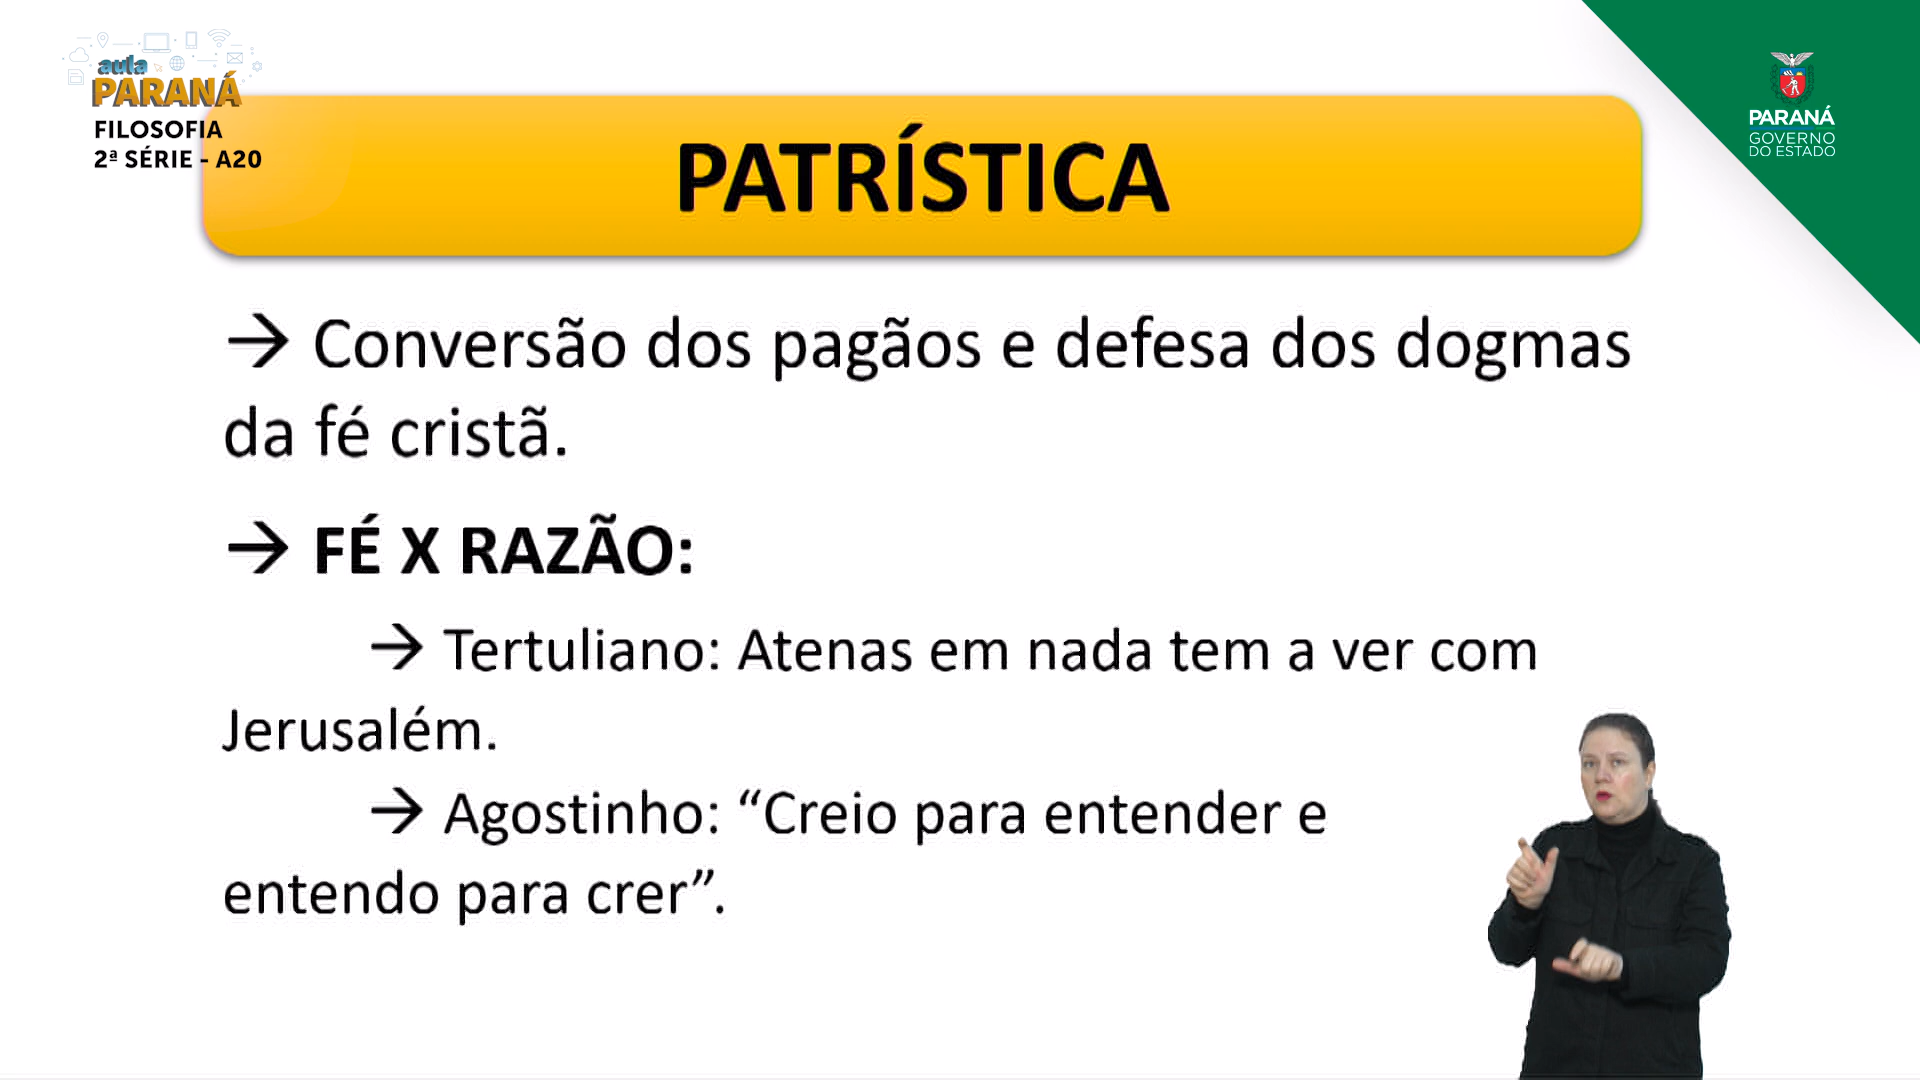 aula
PARANÁ
FILOSOFIA
2ª SÉRIE - A20
PARANÁ
GOVERNO
DO ESTADO
PATRÍSTICA
→ Conversão dos pagãos e defesa dos dogmas
da fé cristã.
→ FÉ X RAZÃO:
→ Tertuliano: Atenas em nada tem a ver com
Jerusalém.
→ Agostinho: “Creio para entender e
entendo para crer”.